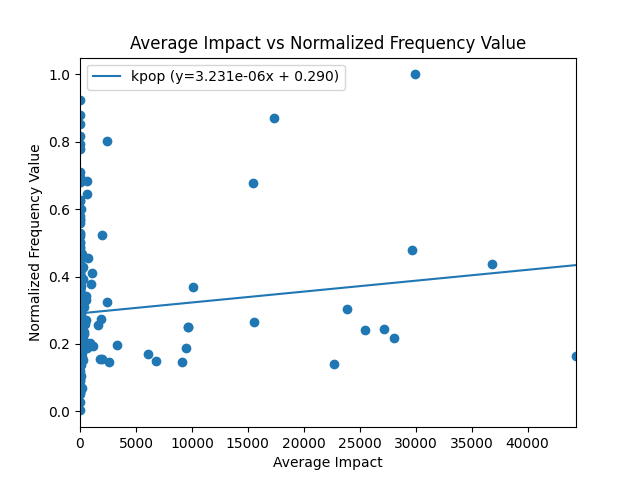 Average Impact vs Normalized Frequency Value
kpop (y=3.231e-06x + 0.290)
1.0
0.8
0.6
0.4
0.2
0.0
Normalized Frequency Value
0 5000 10000 15000 20000 25000 30000 35000 40000
Average Impact